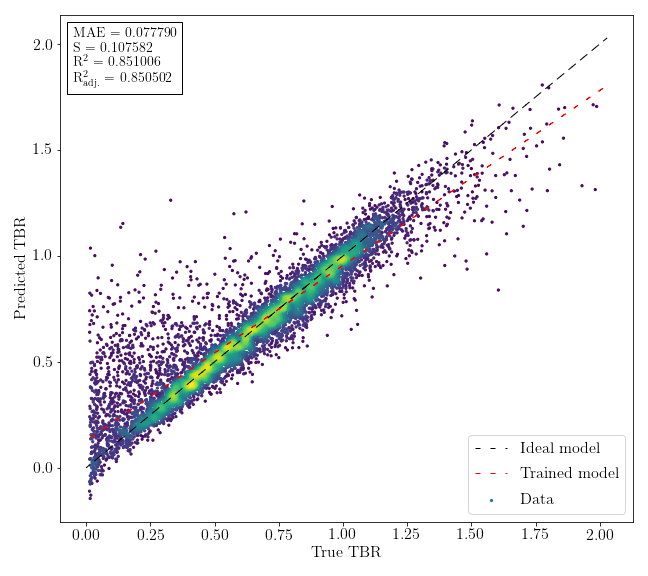 MAE = 0.077790
S = 0.107582
R² = 0.851006
R²adj. = 0.850502
2.0
1.5
1.0
0.5
0.0
Predicted TBR
Ideal model
Trained model
Data
0.00 0.25 0.50 0.75 1.00 1.25 1.50 1.75 2.00
True TBR